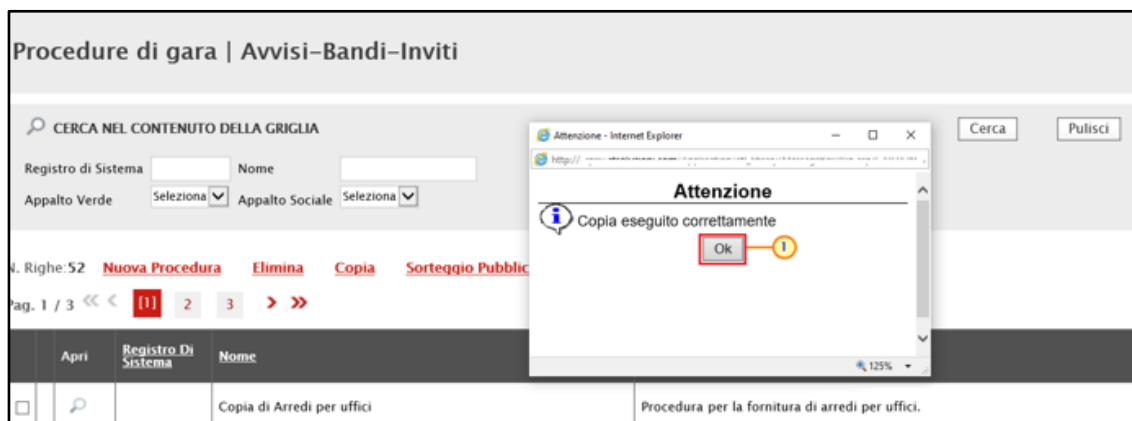 Procedure di gara | Avvisi-Bandi-Inviti
CERCA NEL CONTENUTO DELLA GRIGLIA
Cerca
Pulisci
Registro di Sistema
Nome
Appalto Verde
Seleziona
Appalto Sociale
Seleziona
Attenzione - Internet Explorer
http://
Attenzione
Copia eseguito correttamente
Ok
1
125%
N. Righe:52 Nuova Procedura Elimina Copia Sorteggio Pubblic
Pag. 1 / 3 [1] 2 3
Apri
Registro Di Sistema
Nome
Copia di Arredi per uffici
Procedura per la fornitura di arredi per uffici.